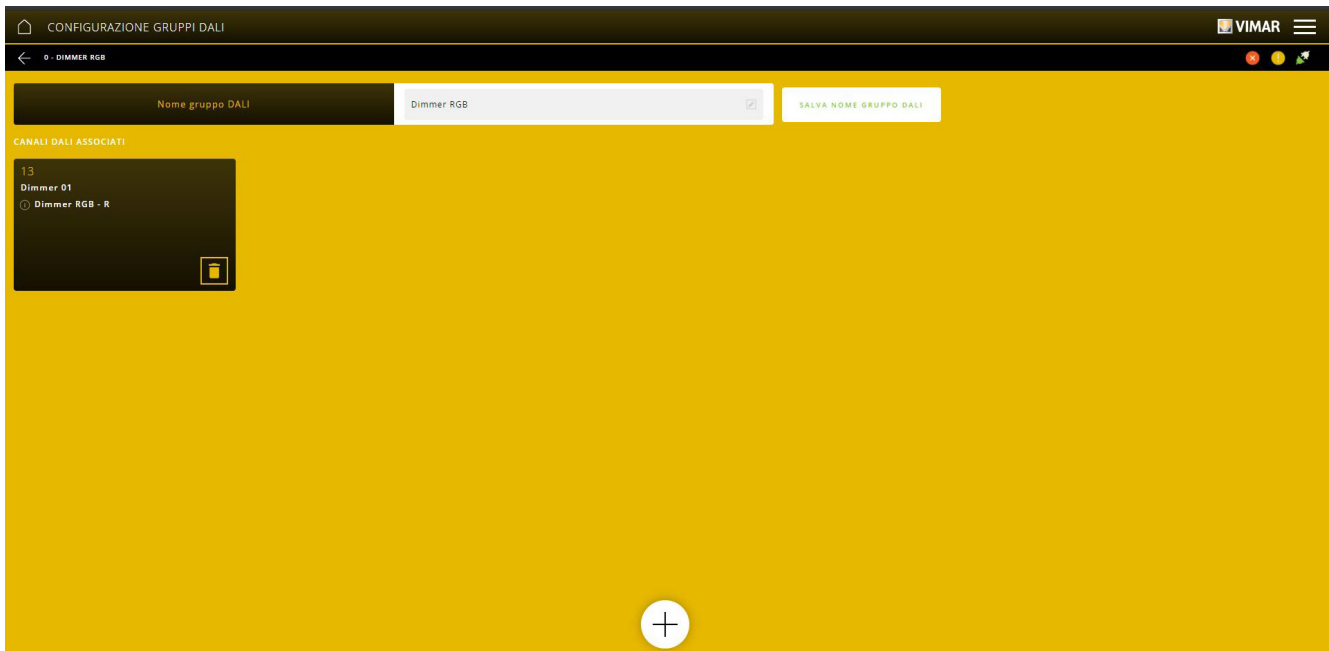 CONFIGURAZIONE GRUPPI DALI
VIMAR
0 - DIMMER RGB
Nome gruppo DALI
Dimmer RGB
SALVA NOME GRUPPO DALI
CANALI DALI ASSOCIATI
13
Dimmer 01
Dimmer RGB - R